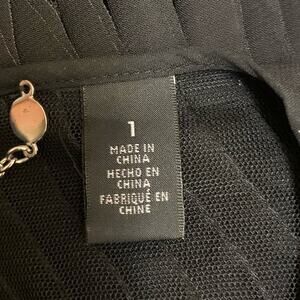 1
MADE IN
CHINA
HECHO EN
CHINA
FABRIQUÉ EN
CHINE